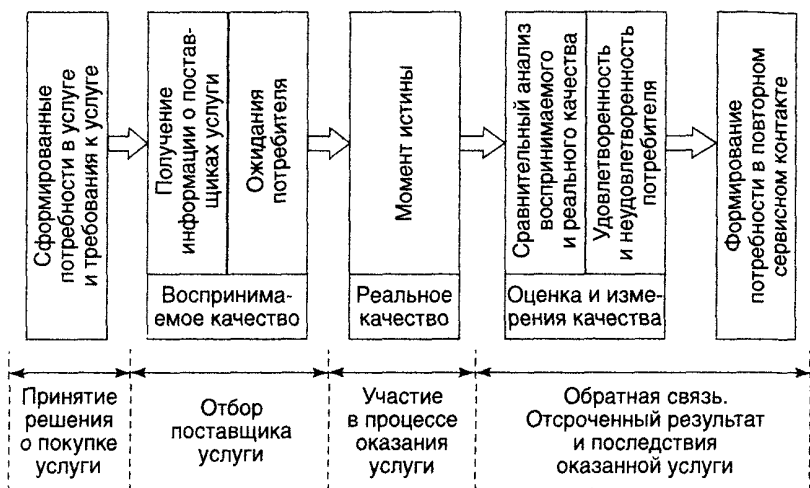 Сформированные
потребности в услуге
и требования к услуге
Получение
информации о постав-
щиках услуги
Ожидания
потребителя
Воспринима-
емое качество
Момент истины
Реальное
качество
Сравнительный анализ
воспринимаемого
и реального качества
Удовлетворенность
и неудовлетворенность
потребителя
Оценка и изме-
рения качества
Формирование
потребности в повторном
сервисном контакте
Принятие
решения
о покупке
услуги
Отбор
поставщика
услуги
Участие
в процессе
оказания
услуги
Обратная связь.
Отсроченный результат
и последствия
оказанной услуги